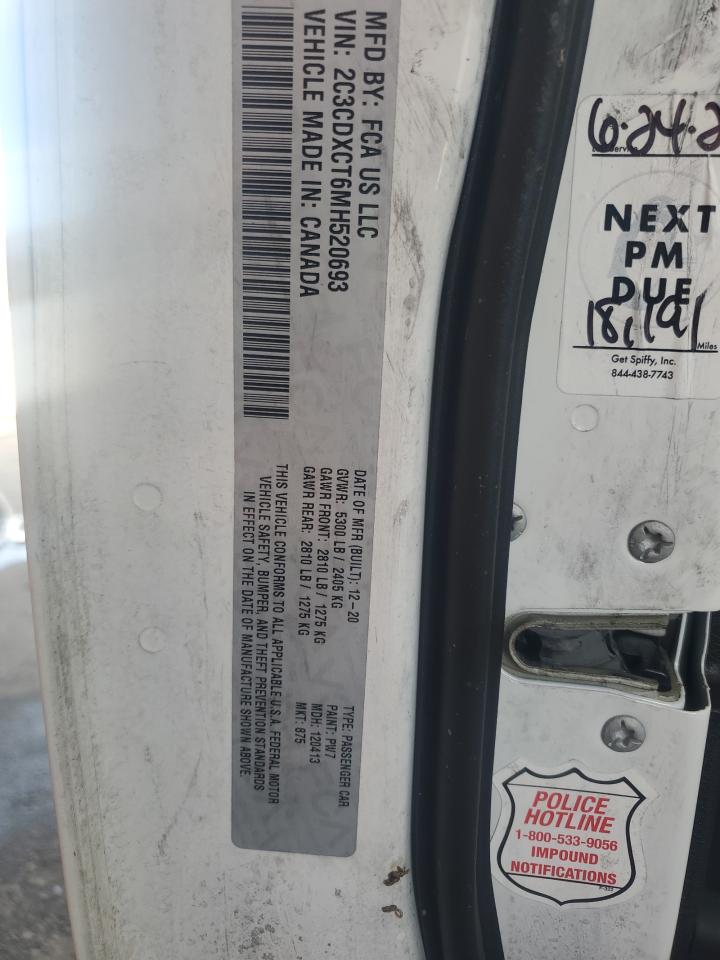 MFD BY: FCA US LLC
VIN: 2C3CDXCT6MH520693
VEHICLE MADE IN: CANADA
DATE OF MFR (BUILT): 12-20
GVWR: 5300 LB / 2405 KG
GAWR FRONT: 2810 LB / 1275 KG
GAWR REAR: 2810 LB / 1275 KG
TYPE: PASSENGER CAR
PAINT: PW7
MDH: 120413
MKT: 875
THIS VEHICLE CONFORMS TO ALL APPLICABLE U.S.A. FEDERAL MOTOR
VEHICLE SAFETY, BUMPER, AND THEFT PREVENTION STANDARDS
IN EFFECT ON THE DATE OF MANUFACTURE SHOWN ABOVE.
6-24-2
NEXT
PM
DUE
Miles
Get Spiffy, Inc.
844-438-7743
POLICE
HOTLINE
1-800-533-9056
IMPOUND
NOTIFICATIONS